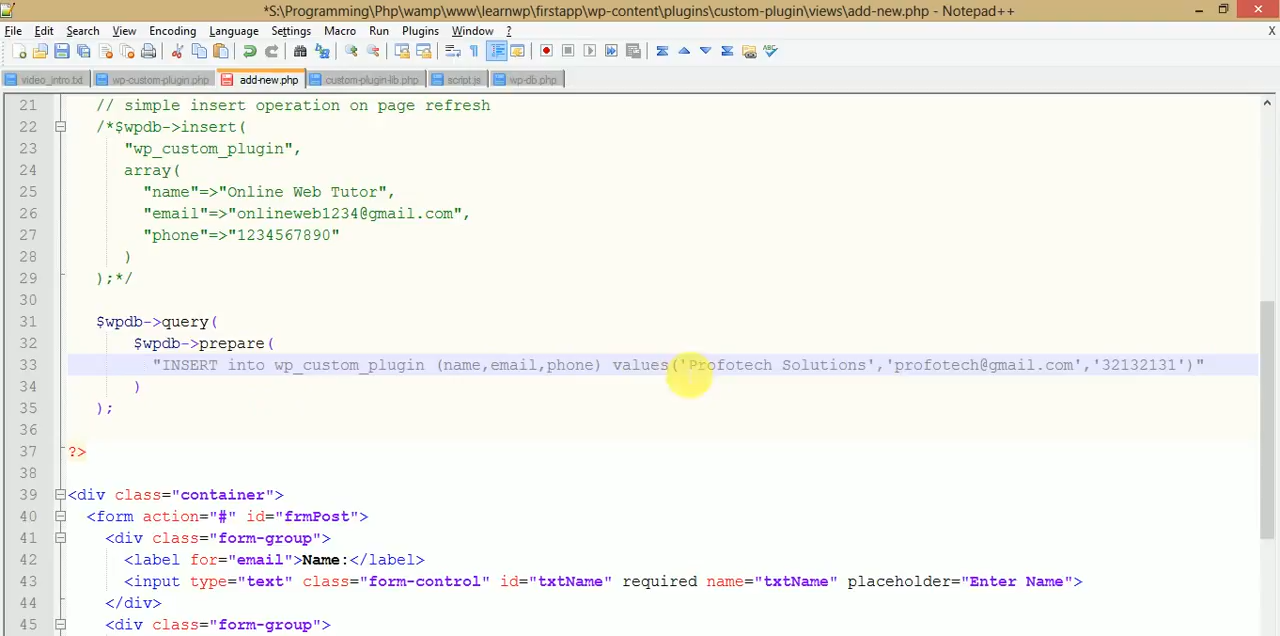 *S:\Programming\Php\wamp\www\learnwp\firstapp\wp-content\plugins\custom-plugin\views\add-new.php - Notepad++
File Edit Search View Encoding Language Settings Macro Run Plugins Window ?
video_intro.txt wp-custom-plugin.php add-new.php custom-plugin-lib.php script.js wp-db.php
21 // simple insert operation on page refresh
22 /*$wpdb->insert(
23 "wp_custom_plugin",
24 array(
25 "name"=>"Online Web Tutor",
26 "email"=>"onlineweb1234@gmail.com",
27 "phone"=>"1234567890"
28 )
29 );*/
30
31 $wpdb->query(
32 $wpdb->prepare(
33 "INSERT into wp_custom_plugin (name,email,phone) values('Profotech Solutions','profotech@gmail.com','32132131')"
34 )
35 );
36
37 ?>
38
39 <div class="container">
40 <form action="#" id="frmPost">
41 <div class="form-group">
42 <label for="email">Name:</label>
43 <input type="text" class="form-control" id="txtName" required name="txtName" placeholder="Enter Name">
44 </div>
45 <div class="form-group">